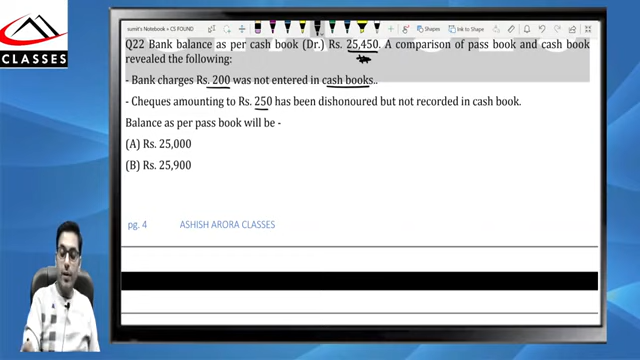 CLASSES
sumit's Notebook » CS FOUND
Shapes
Ink to Shape
Q22 Bank balance as per cash book (Dr.) Rs. 25,450. A comparison of pass book and cash book
revealed the following:
- Bank charges Rs. 200 was not entered in cash books..
- Cheques amounting to Rs. 250 has been dishonoured but not recorded in cash book.
Balance as per pass book will be -
(A) Rs. 25,000
(B) Rs. 25,900
pg. 4 ASHISH ARORA CLASSES